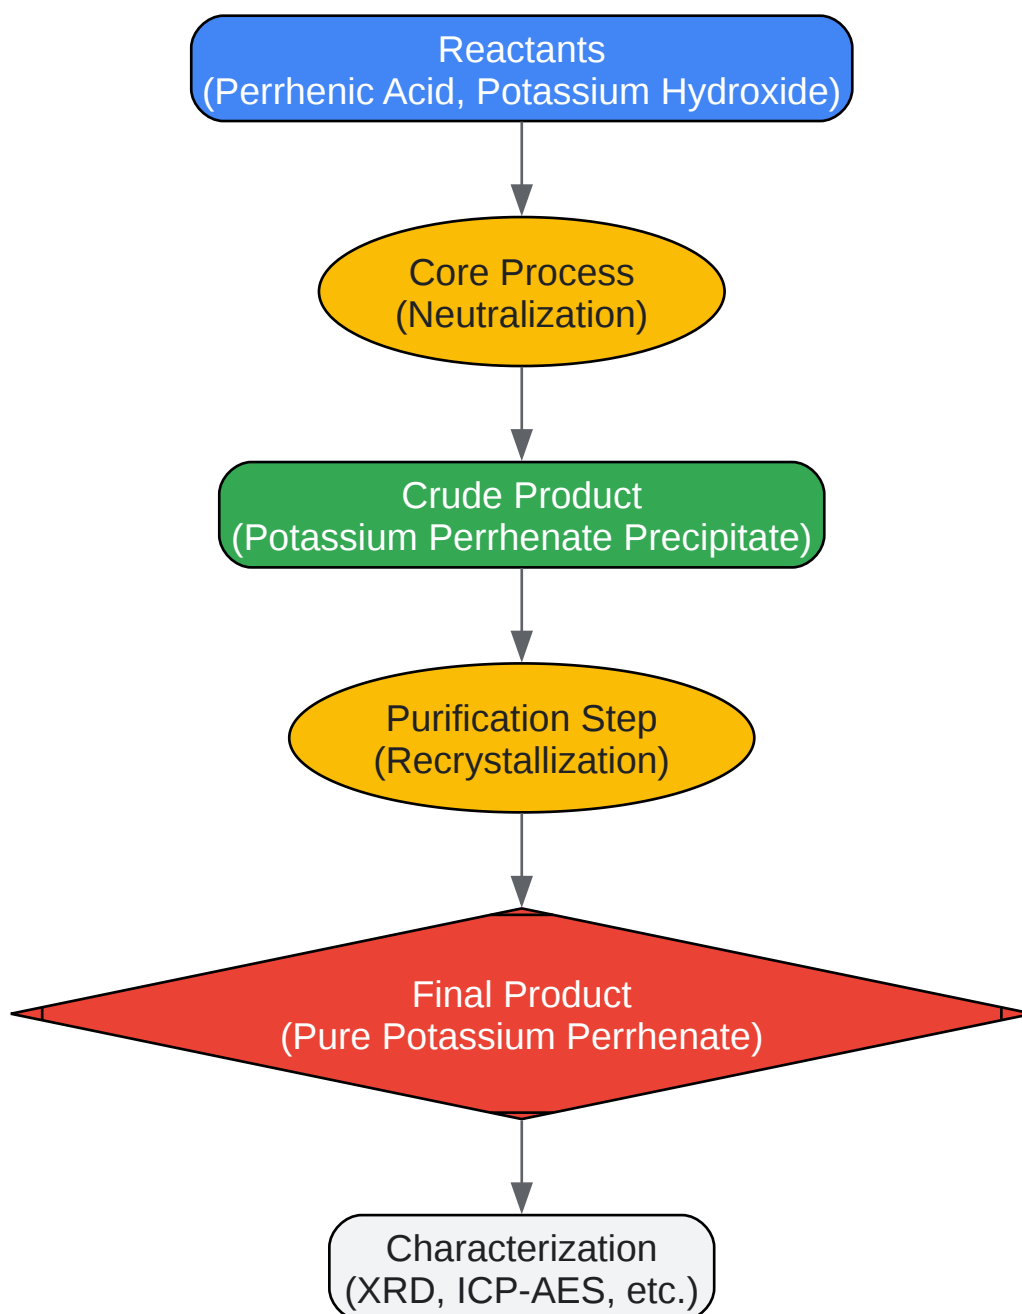 Reactants
(Perrhenic Acid, Potassium Hydroxide)
Core Process
(Neutralization)
Crude Product
(Potassium Perrhenate Precipitate)
Purification Step
(Recrystallization)
Final Product
(Pure Potassium Perrhenate)
Characterization
(XRD, ICP-AES, etc.)